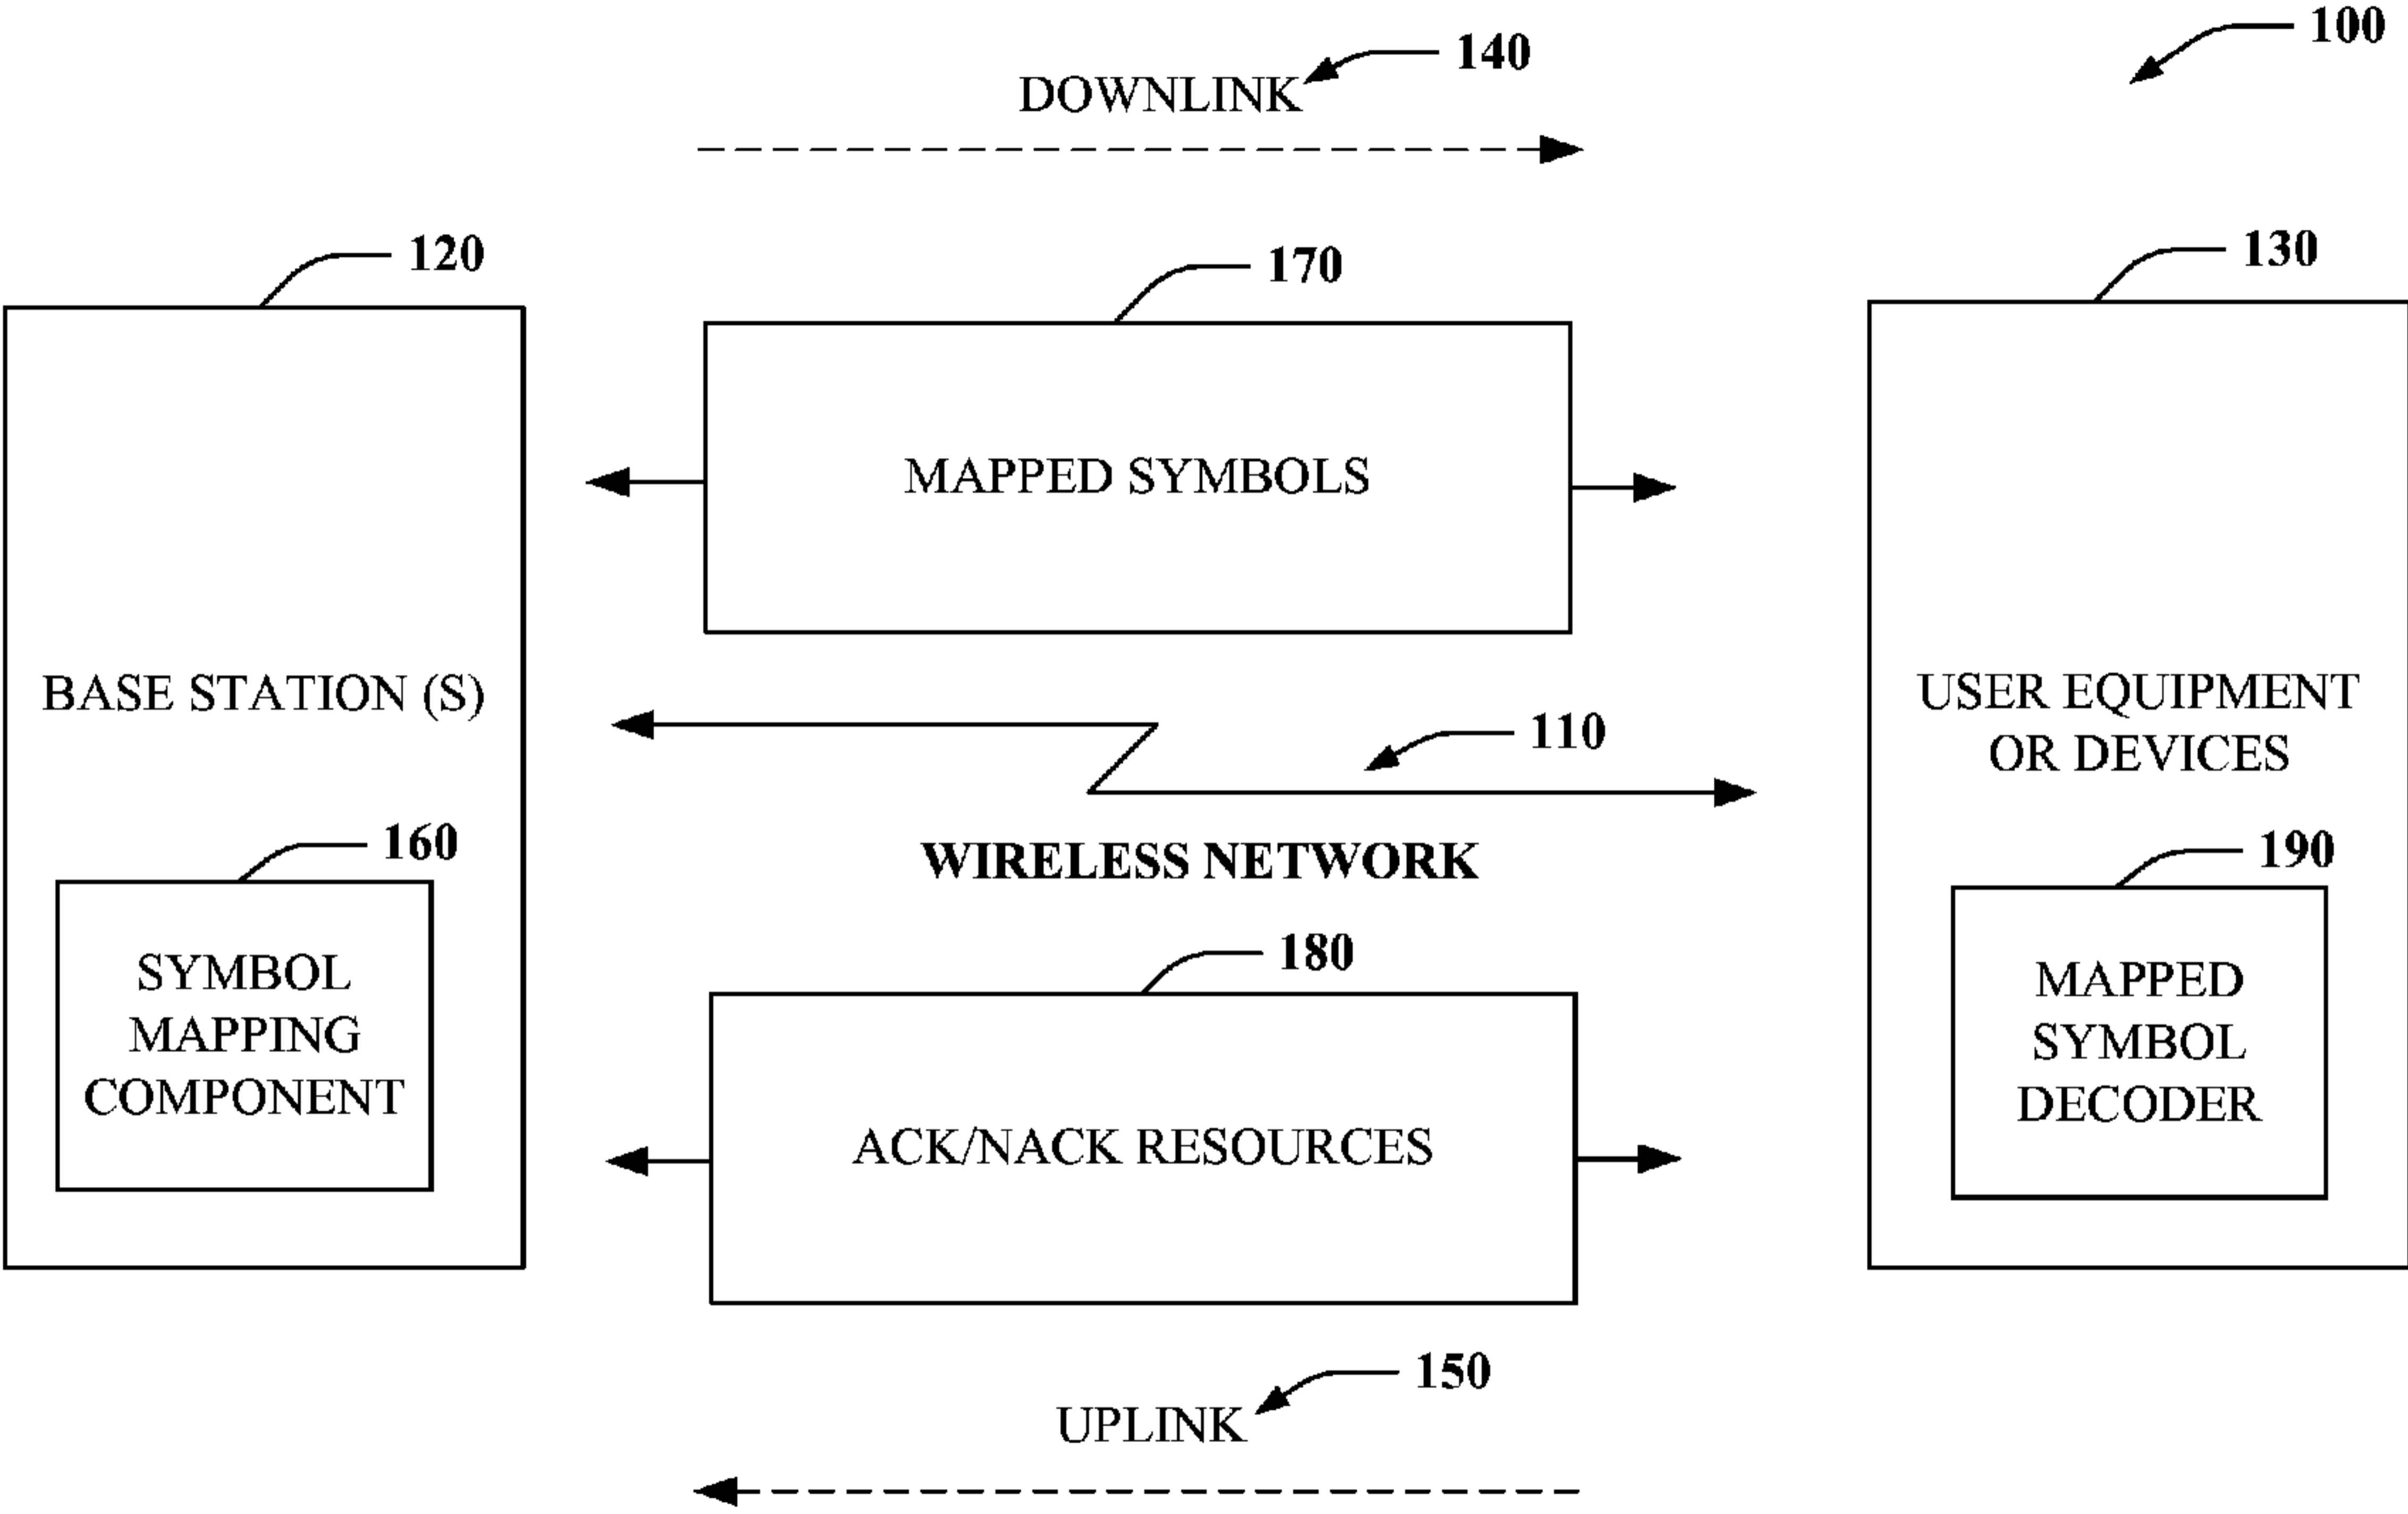 100
140
DOWNLINK
120
170
130
MAPPED SYMBOLS
BASE STATION (S)
USER EQUIPMENT
OR DEVICES
110
WIRELESS NETWORK
160
SYMBOL
MAPPING
COMPONENT
190
MAPPED
SYMBOL
DECODER
180
ACK/NACK RESOURCES
150
UPLINK